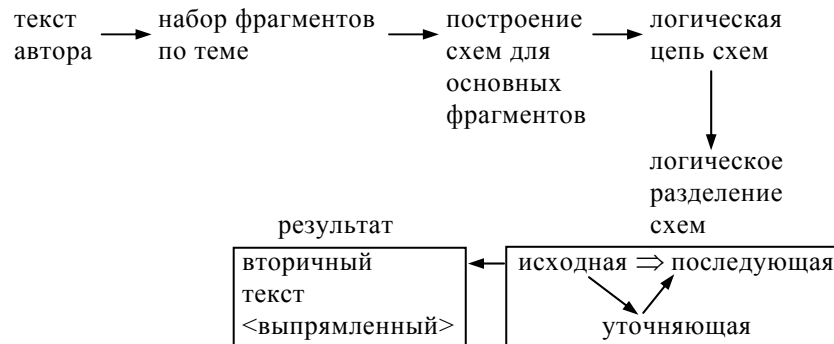 текст
автора
набор фрагментов
по теме
построение
схем для
основных
фрагментов
логическая
цепь схем
логическое
разделение
схем
результат
вторичный
текст
<выпрямленный>
исходная ⇒ последующая
уточняющая